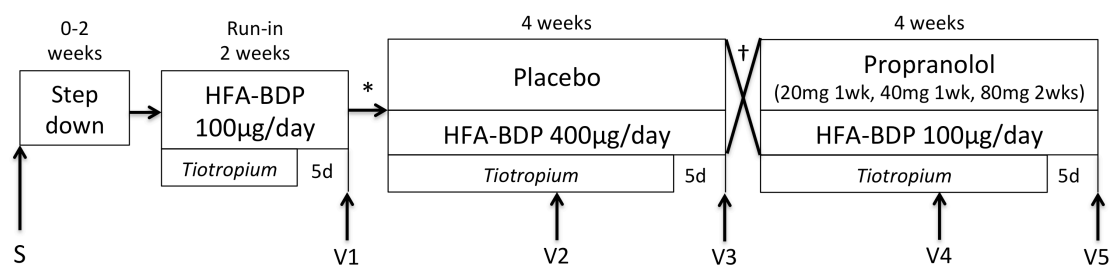 0-2
weeks
Step
down
Run-in
2 weeks
HFA-BDP
100µg/day
Tiotropium
5d
*
4 weeks
Placebo
HFA-BDP 400µg/day
Tiotropium
5d
†
4 weeks
Propranolol
(20mg 1wk, 40mg 1wk, 80mg 2wks)
HFA-BDP 100µg/day
Tiotropium
5d
S
V1
V2
V3
V4
V5